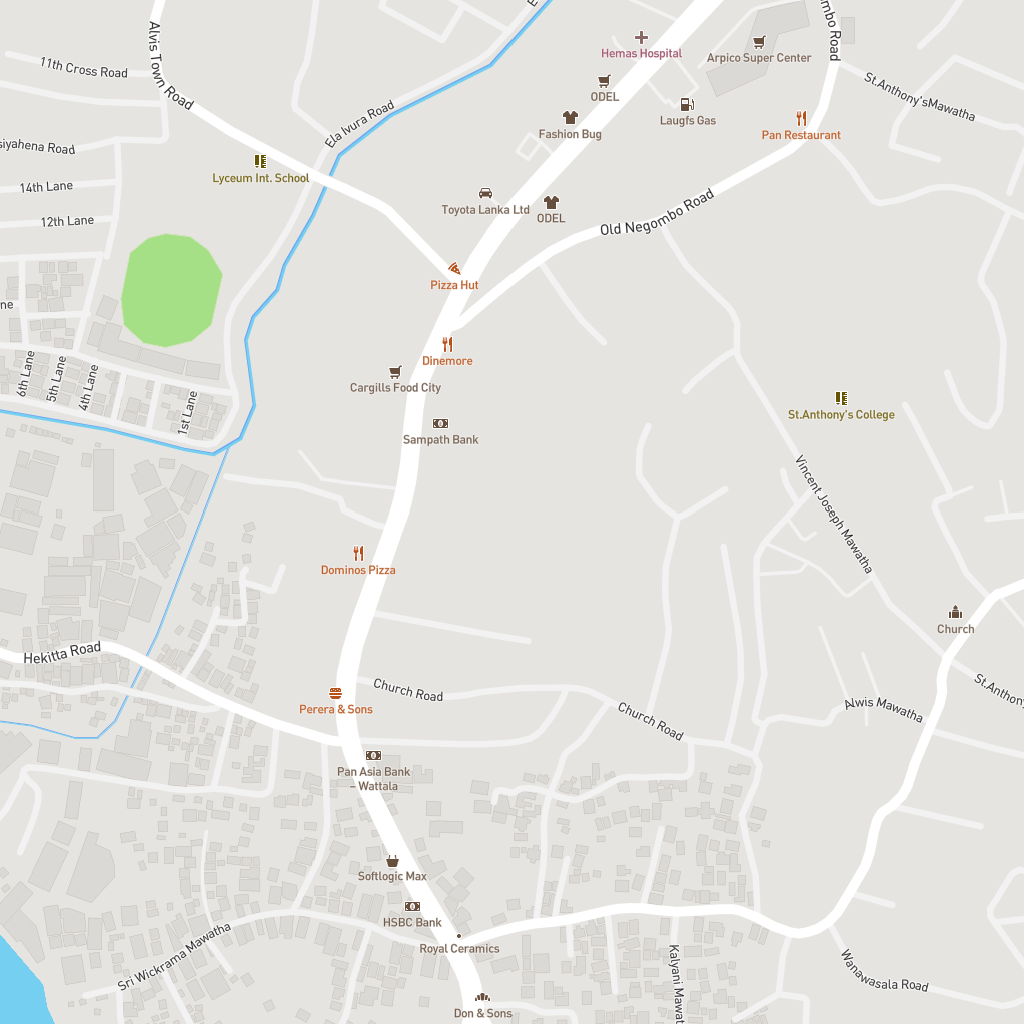 Alvis Town Road
11th Cross Road
siyahena Road
14th Lane
12th Lane
Lyceum Int. School
Ela Ivura Road
E
Hemas Hospital
Arpico Super Center
mbo Road
ODEL
Laugfs Gas
Fashion Bug
Pan Restaurant
St.Anthony'sMawatha
Toyota Lanka Ltd
ODEL
Old Negombo Road
Pizza Hut
Dinemore
Cargills Food City
Sampath Bank
ne
6th Lane
5th Lane
4th Lane
1st Lane
St.Anthony's College
Vincent Joseph Mawatha
Dominos Pizza
Church
Hekitta Road
Church Road
Perera & Sons
Church Road
Alwis Mawatha
St.Anthony
Pan Asia Bank
– Wattala
Softlogic Max
HSBC Bank
Royal Ceramics
Sri Wickrama Mawatha
Kalyani Mawat
Wanawasala Road
Don & Sons